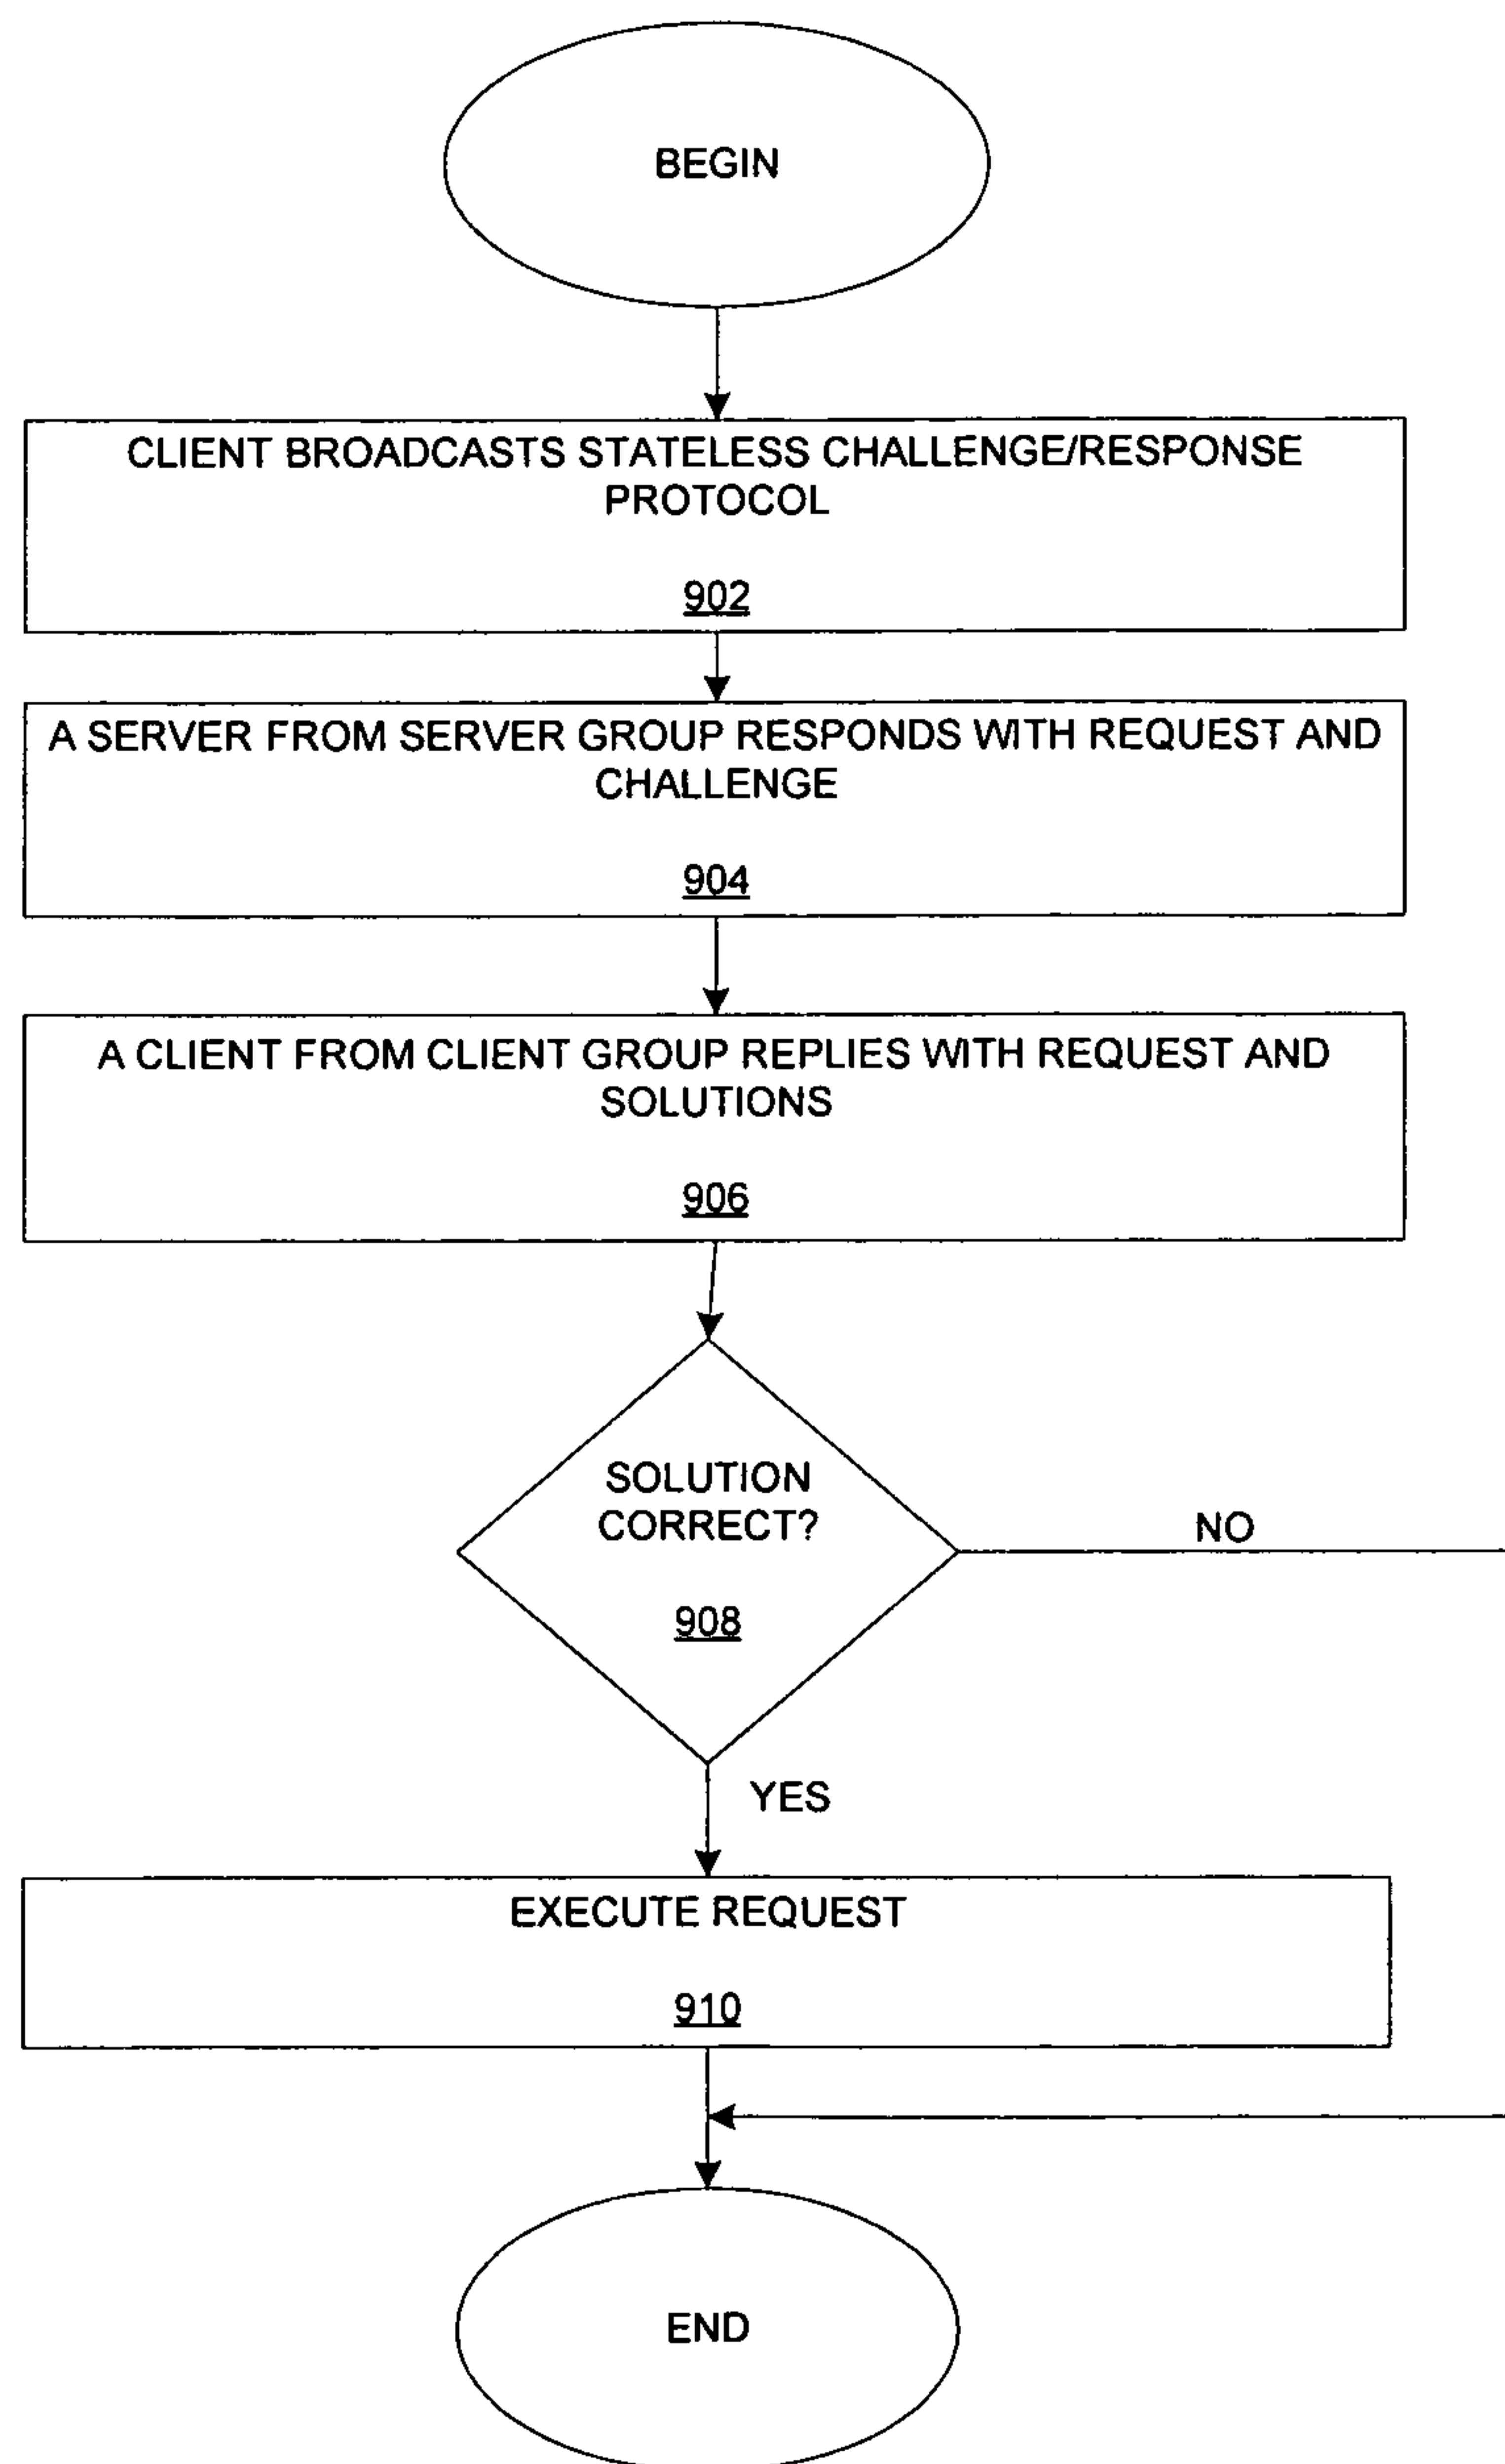 BEGIN
CLIENT BROADCASTS STATELESS CHALLENGE/RESPONSE
PROTOCOL
902
A SERVER FROM SERVER GROUP RESPONDS WITH REQUEST AND
CHALLENGE
904
A CLIENT FROM CLIENT GROUP REPLIES WITH REQUEST AND
SOLUTIONS
906
SOLUTION
CORRECT?
908
NO
YES
EXECUTE REQUEST
910
END